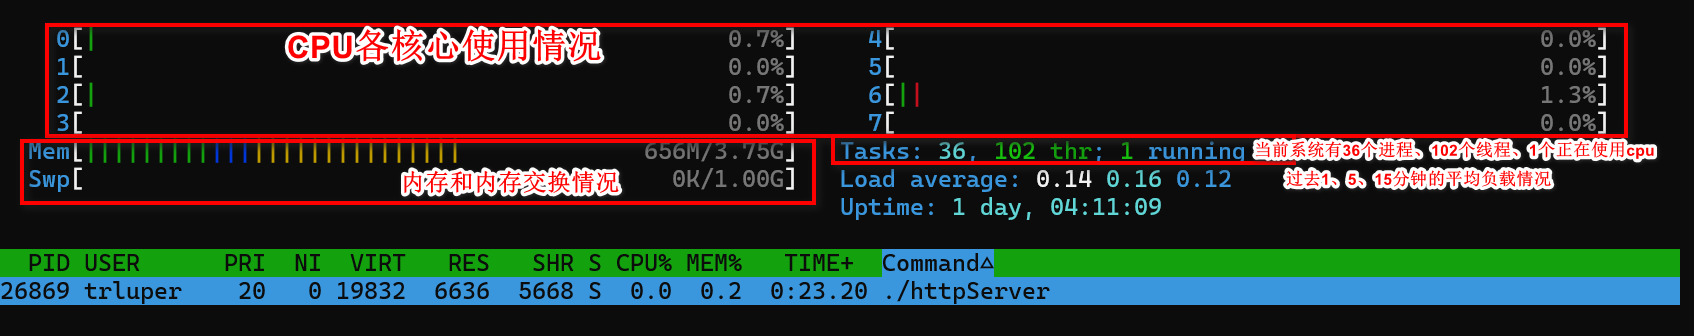 CPU各核心使用情况
0[| 0.7%] 4[ 0.0%]
1[ 0.0%] 5[ 0.0%]
2[| 0.7%] 6[|| 1.3%]
3[ 0.0%] 7[ 0.0%]
Mem[||||||||||||||||||||||||||| 656M/3.75G] Tasks: 36, 102 thr; 1 running 当前系统有36个进程、102个线程、1个正在使用cpu
Swp[ 内存和内存交换情况 0K/1.00G] Load average: 0.14 0.16 0.12 过去1、5、15分钟的平均负载情况
Uptime: 1 day, 04:11:09
PID USER PRI NI VIRT RES SHR S CPU% MEM% TIME+ Command△
26869 trluper 20 0 19832 6636 5668 S 0.0 0.2 0:23.20 ./httpServer